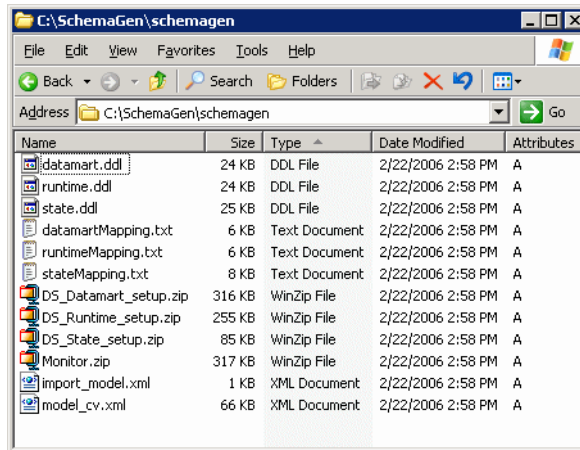 C:\SchemaGen\schemagen
File Edit View Favorites Tools Help
Back Search Folders
Address C:\SchemaGen\schemagen Go
Name Size Type Date Modified Attributes
datamart.ddl 24 KB DDL File 2/22/2006 2:58 PM A
runtime.ddl 24 KB DDL File 2/22/2006 2:58 PM A
state.ddl 25 KB DDL File 2/22/2006 2:58 PM A
datamartMapping.txt 6 KB Text Document 2/22/2006 2:58 PM A
runtimeMapping.txt 6 KB Text Document 2/22/2006 2:58 PM A
stateMapping.txt 8 KB Text Document 2/22/2006 2:58 PM A
DS_Datamart_setup.zip 316 KB WinZip File 2/22/2006 2:58 PM A
DS_Runtime_setup.zip 255 KB WinZip File 2/22/2006 2:58 PM A
DS_State_setup.zip 85 KB WinZip File 2/22/2006 2:58 PM A
Monitor.zip 317 KB WinZip File 2/22/2006 2:58 PM A
import_model.xml 1 KB XML Document 2/22/2006 2:58 PM A
model_cv.xml 66 KB XML Document 2/22/2006 2:58 PM A